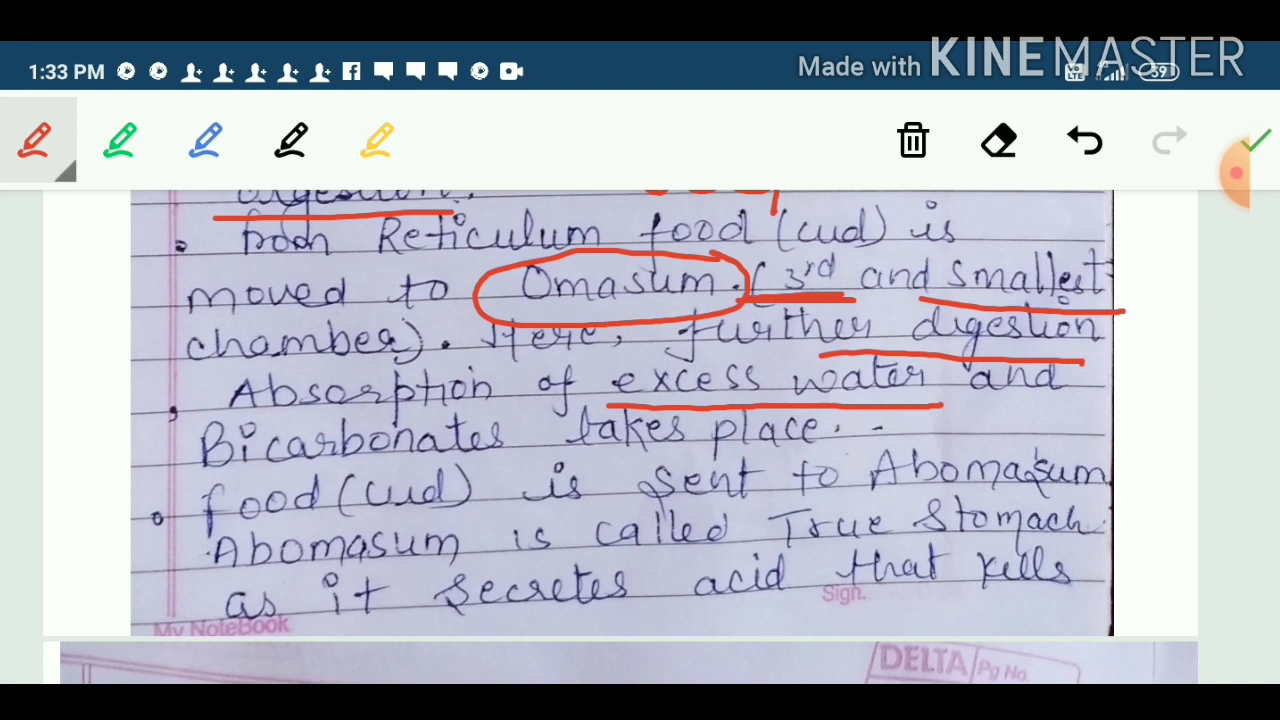 1:33 PM
Made with KINEMASTER
59
digestion.
from Reticulum food (cud) is
moved to Omasum. (3rd and smallest
chamber). Here, further digestion
Absorption of excess water and
Bicarbonates takes place.
food (cud) is sent to Abomasum
Abomasum is called True Stomach
as it secretes acid that kills
Sign.
My NoteBook
DELTA Pg No.